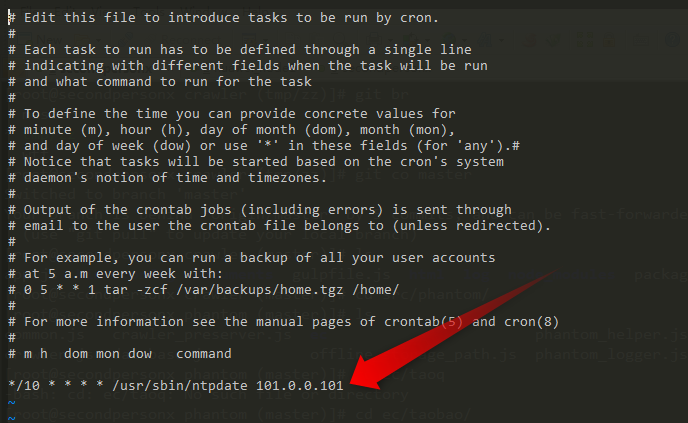 # Edit this file to introduce tasks to be run by cron.
#
# Each task to run has to be defined through a single line
# indicating with different fields when the task will be run
# and what command to run for the task
#
# To define the time you can provide concrete values for
# minute (m), hour (h), day of month (dom), month (mon),
# and day of week (dow) or use '*' in these fields (for 'any').#
# Notice that tasks will be started based on the cron's system
# daemon's notion of time and timezones.
#
# Output of the crontab jobs (including errors) is sent through
# email to the user the crontab file belongs to (unless redirected).
#
# For example, you can run a backup of all your user accounts
# at 5 a.m every week with:
# 0 5 * * 1 tar -zcf /var/backups/home.tgz /home/
#
# For more information see the manual pages of crontab(5) and cron(8)
#
# m h  dom mon dow   command

*/10 * * * * /usr/sbin/ntpdate 101.0.0.101
~
~